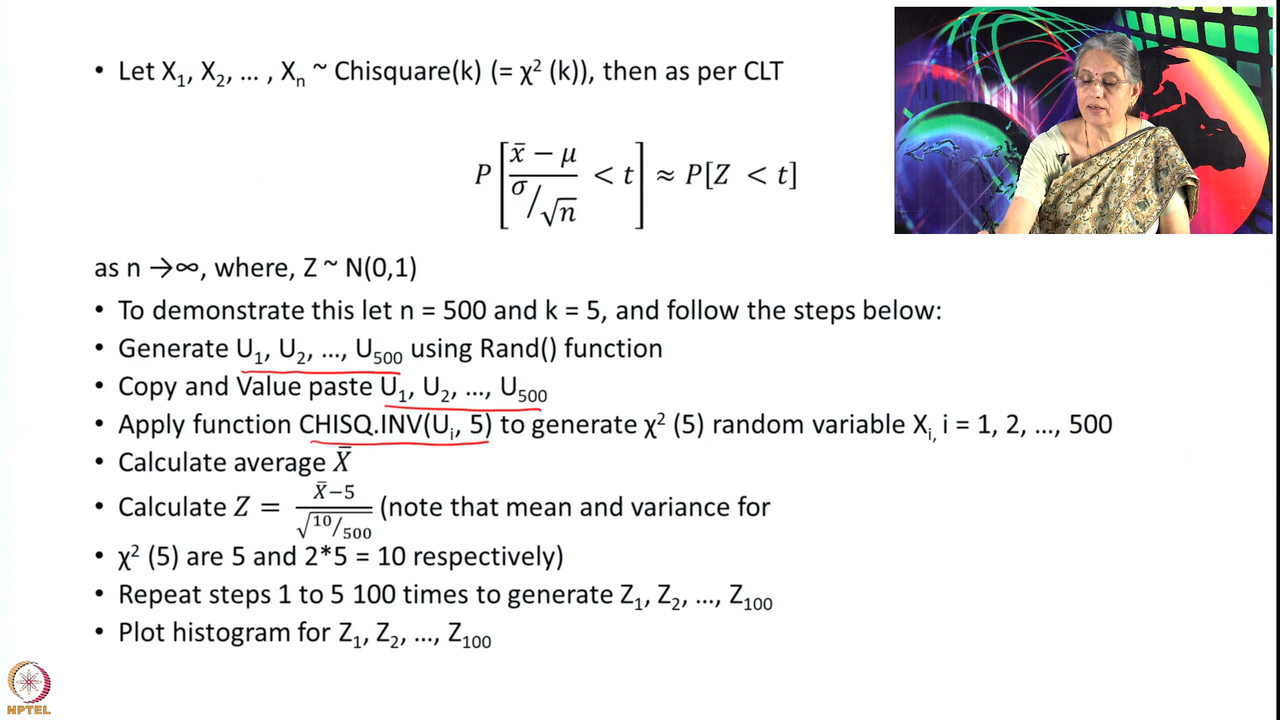 • Let X₁, X₂, ... , Xₙ ~ Chisquare(k) (= χ² (k)), then as per CLT
P[(x̄ − μ)/(σ/√n) < t] ≈ P[Z < t]
as n →∞, where, Z ~ N(0,1)
• To demonstrate this let n = 500 and k = 5, and follow the steps below:
• Generate U₁, U₂, ..., U₅₀₀ using Rand() function
• Copy and Value paste U₁, U₂, ..., U₅₀₀
• Apply function CHISQ.INV(Uᵢ, 5) to generate χ² (5) random variable Xᵢ, i = 1, 2, ..., 500
• Calculate average X̄
• Calculate Z = (X̄−5)/√(10/500) (note that mean and variance for
• χ² (5) are 5 and 2*5 = 10 respectively)
• Repeat steps 1 to 5 100 times to generate Z₁, Z₂, ..., Z₁₀₀
• Plot histogram for Z₁, Z₂, ..., Z₁₀₀
NPTEL